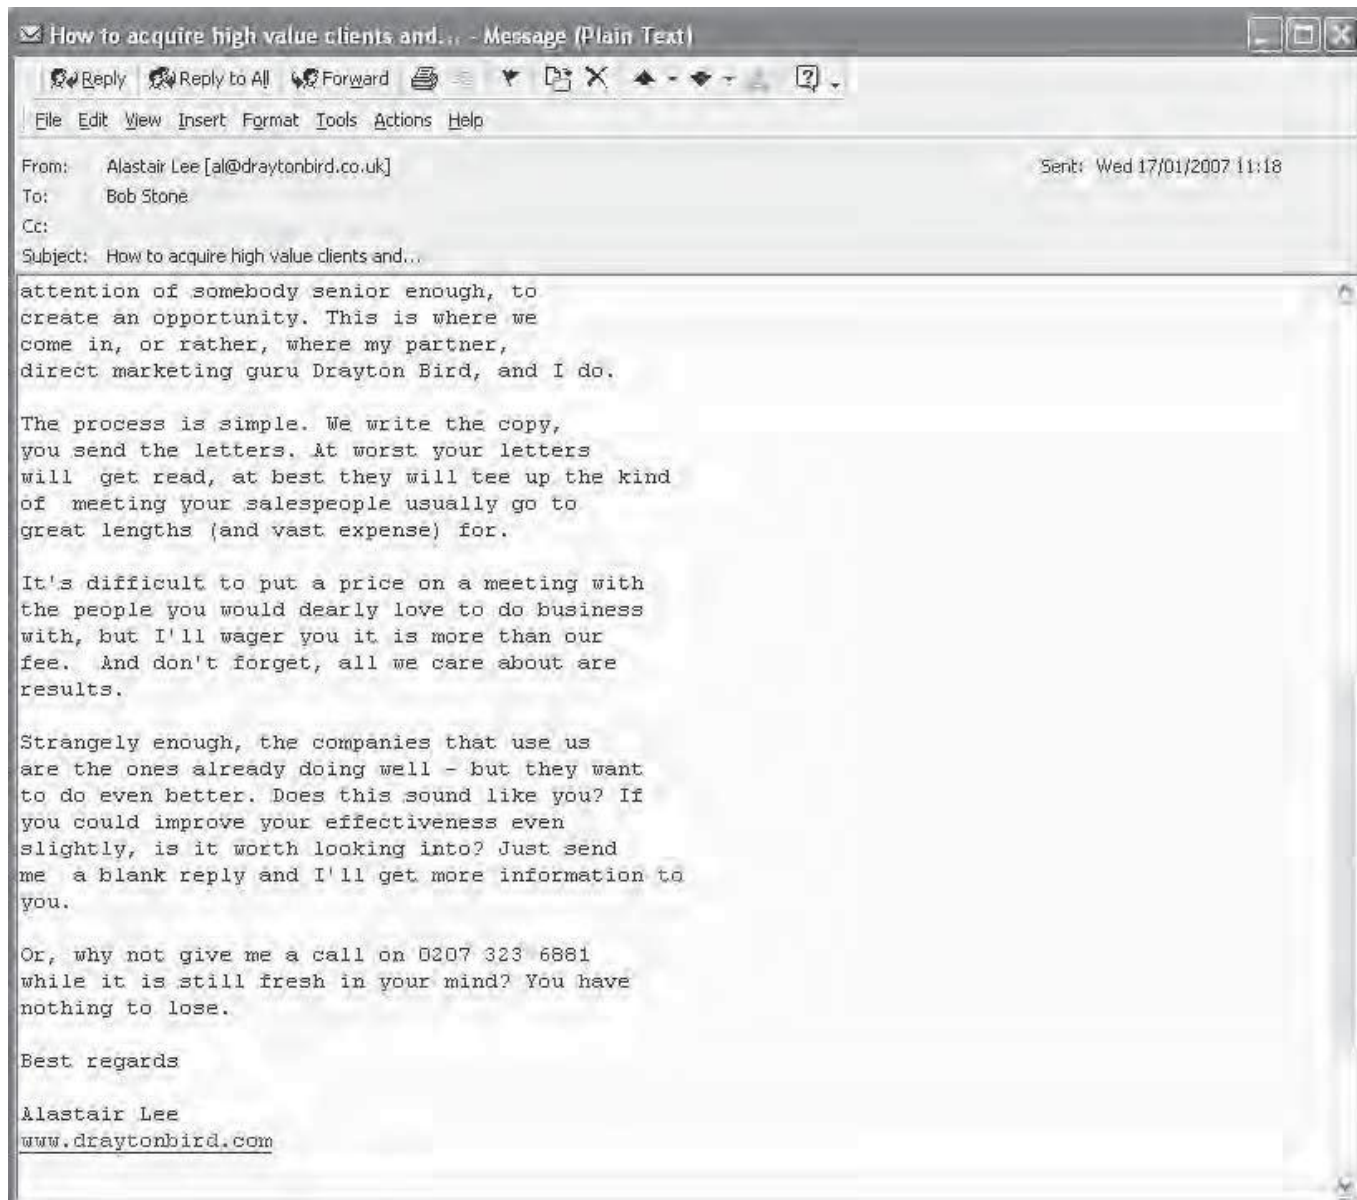 How to acquire high value clients and... - Message (Plain Text)
Reply Reply to All Forward
File Edit View Insert Format Tools Actions Help
From: Alastair Lee [al@draytonbird.co.uk] Sent: Wed 17/01/2007 11:18
To: Bob Stone
Cc:
Subject: How to acquire high value clients and...
attention of somebody senior enough, to
create an opportunity. This is where we
come in, or rather, where my partner,
direct marketing guru Drayton Bird, and I do.
The process is simple. We write the copy,
you send the letters. At worst your letters
will get read, at best they will tee up the kind
of meeting your salespeople usually go to
great lengths (and vast expense) for.
It's difficult to put a price on a meeting with
the people you would dearly love to do business
with, but I'll wager you it is more than our
fee. And don't forget, all we care about are
results.
Strangely enough, the companies that use us
are the ones already doing well - but they want
to do even better. Does this sound like you? If
you could improve your effectiveness even
slightly, is it worth looking into? Just send
me a blank reply and I'll get more information to
you.
Or, why not give me a call on 0207 323 6881
while it is still fresh in your mind? You have
nothing to lose.
Best regards
Alastair Lee
www.draytonbird.com